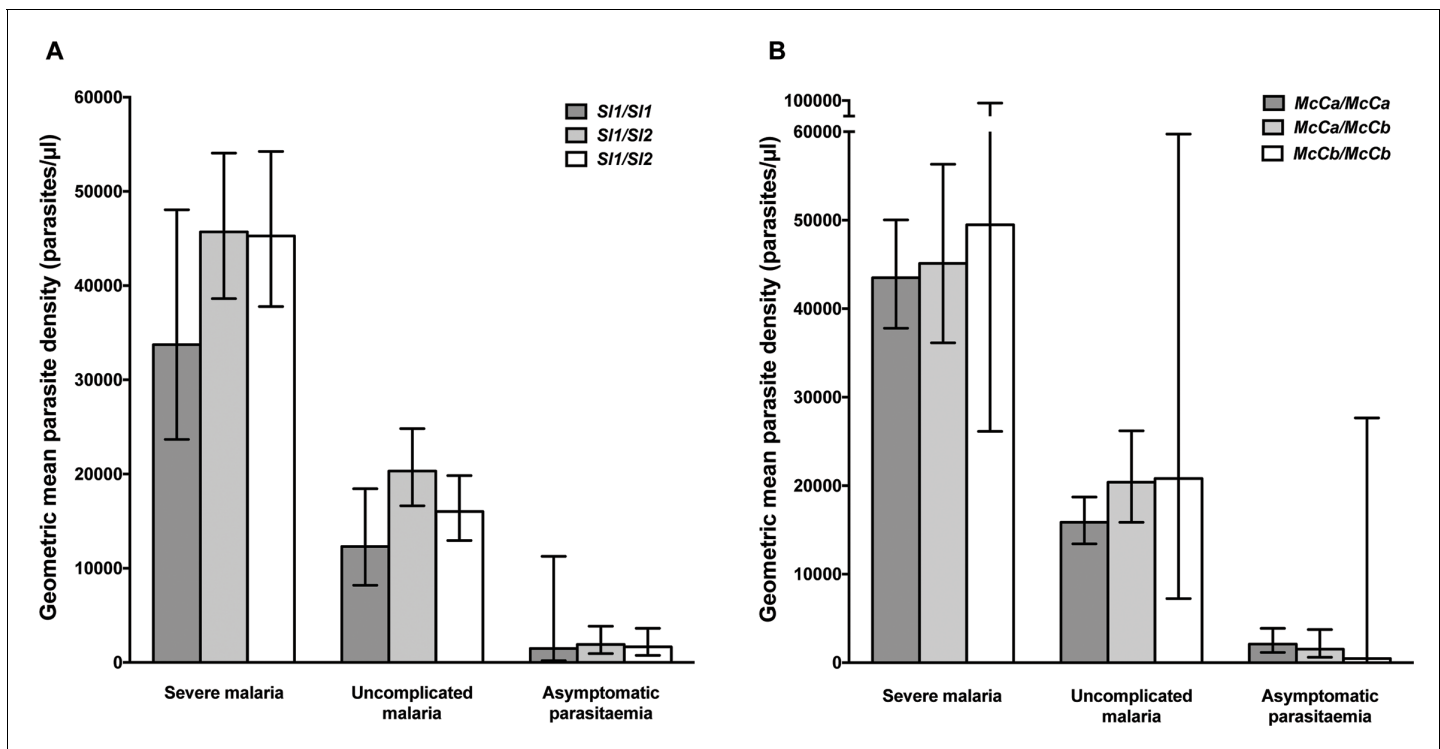 A
Geometric mean parasite density (parasites/µl)
60000
50000
40000
30000
20000
10000
0
Sl1/Sl1
Sl1/Sl2
Sl1/Sl2
Severe malaria
Uncomplicated
malaria
Asymptomatic
parasitaemia
B
Geometric mean parasite density (parasites/µl)
100000
60000
50000
40000
30000
20000
10000
0
McCa/McCa
McCa/McCb
McCb/McCb
Severe malaria
Uncomplicated
malaria
Asymptomatic
parasitaemia